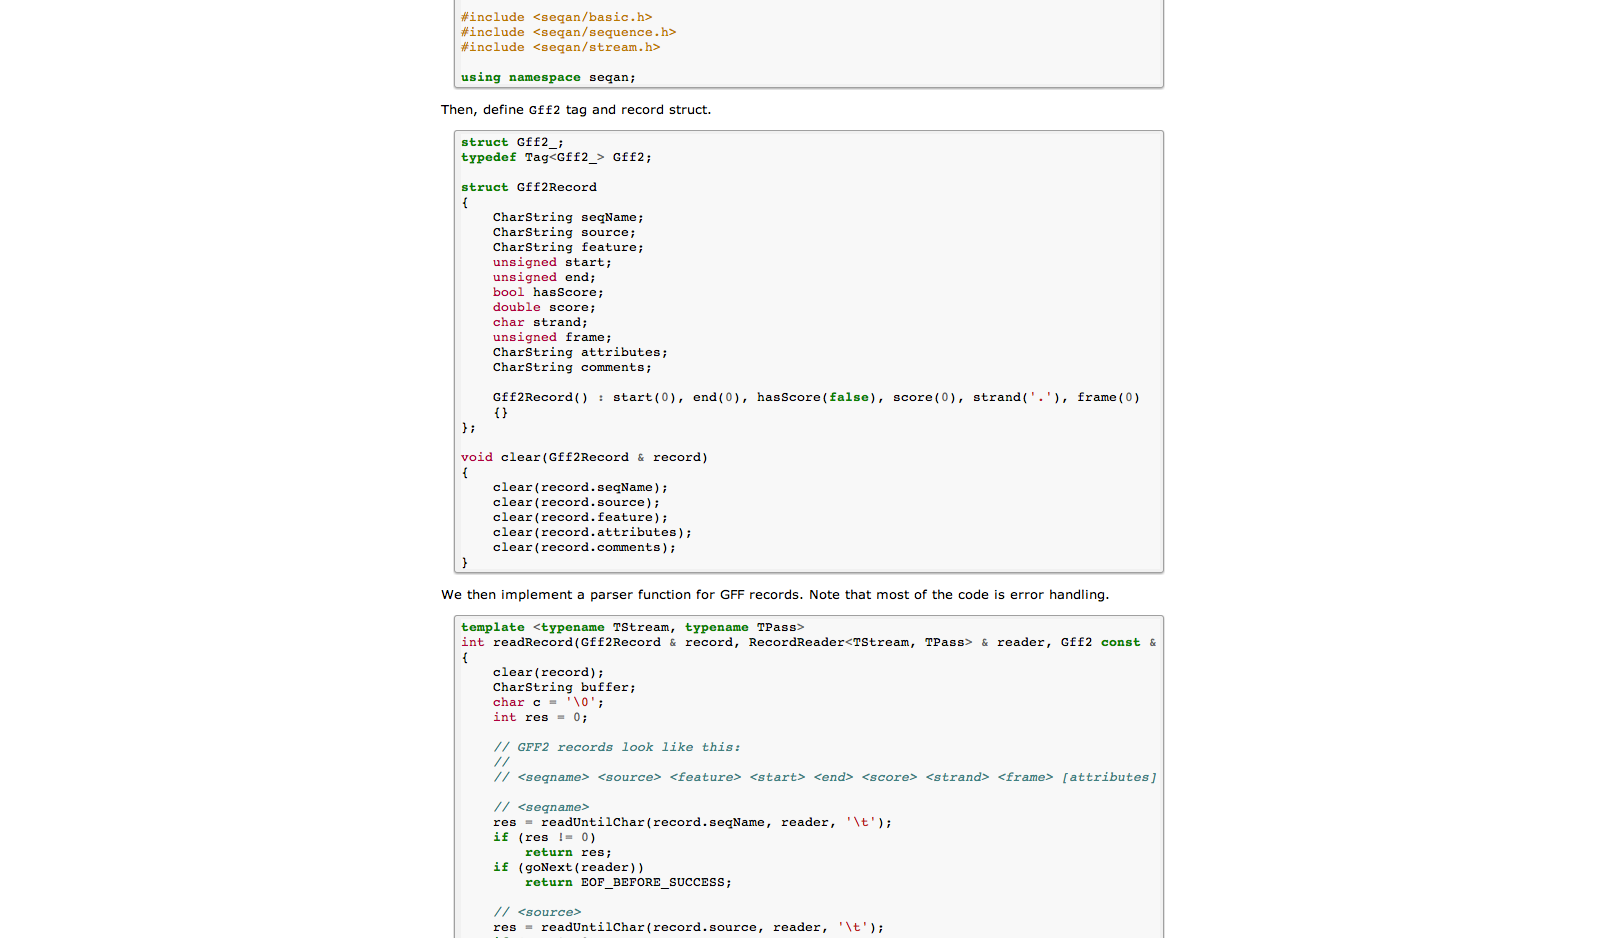 #include <seqan/basic.h>
#include <seqan/sequence.h>
#include <seqan/stream.h>

using namespace seqan;
Then, define Gff2 tag and record struct.
struct Gff2_;
typedef Tag<Gff2_> Gff2;

struct Gff2Record
{
    CharString seqName;
    CharString source;
    CharString feature;
    unsigned start;
    unsigned end;
    bool hasScore;
    double score;
    char strand;
    unsigned frame;
    CharString attributes;
    CharString comments;

    Gff2Record() : start(0), end(0), hasScore(false), score(0), strand('.'), frame(0)
    {}
};

void clear(Gff2Record & record)
{
    clear(record.seqName);
    clear(record.source);
    clear(record.feature);
    clear(record.attributes);
    clear(record.comments);
}
We then implement a parser function for GFF records. Note that most of the code is error handling.
template <typename TStream, typename TPass>
int readRecord(Gff2Record & record, RecordReader<TStream, TPass> & reader, Gff2 const &
{
    clear(record);
    CharString buffer;
    char c = '\0';
    int res = 0;

    // GFF2 records look like this:
    //
    // <seqname> <source> <feature> <start> <end> <score> <strand> <frame> [attributes]

    // <seqname>
    res = readUntilChar(record.seqName, reader, '\t');
    if (res != 0)
        return res;
    if (goNext(reader))
        return EOF_BEFORE_SUCCESS;

    // <source>
    res = readUntilChar(record.source, reader, '\t');